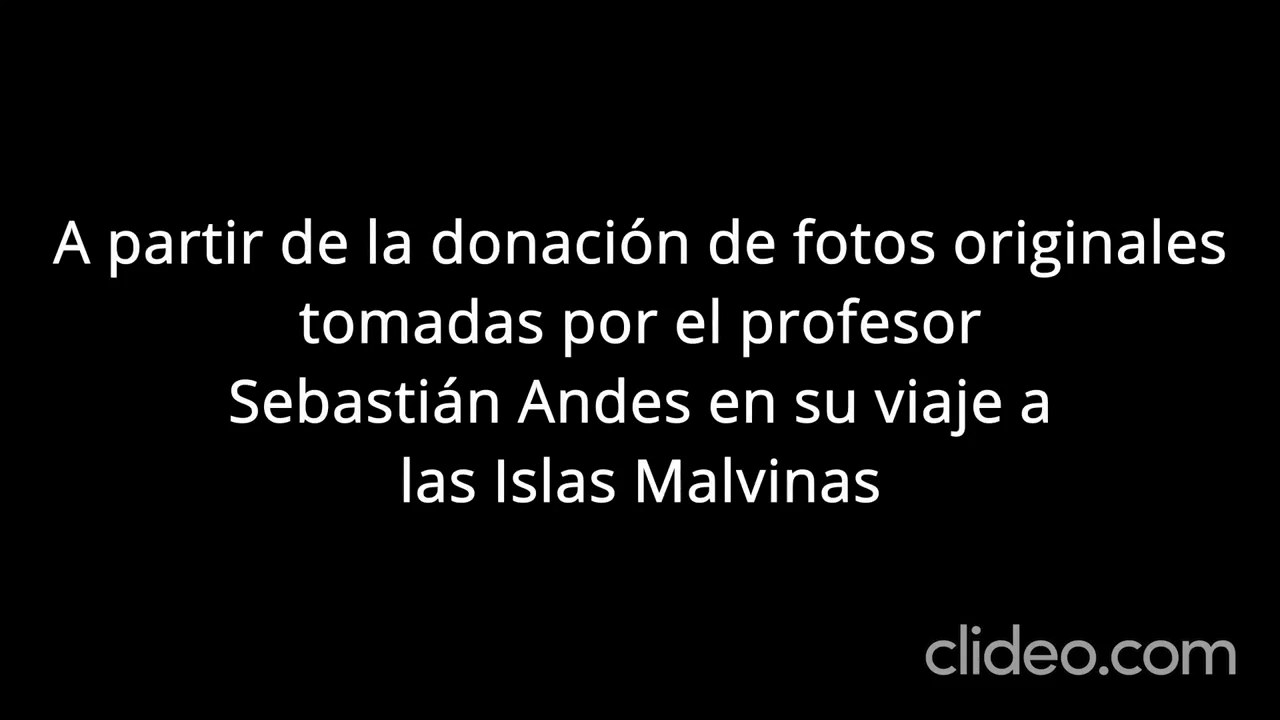 A partir de la donación de fotos originales
tomadas por el profesor
Sebastián Andes en su viaje a
las Islas Malvinas
clideo.com